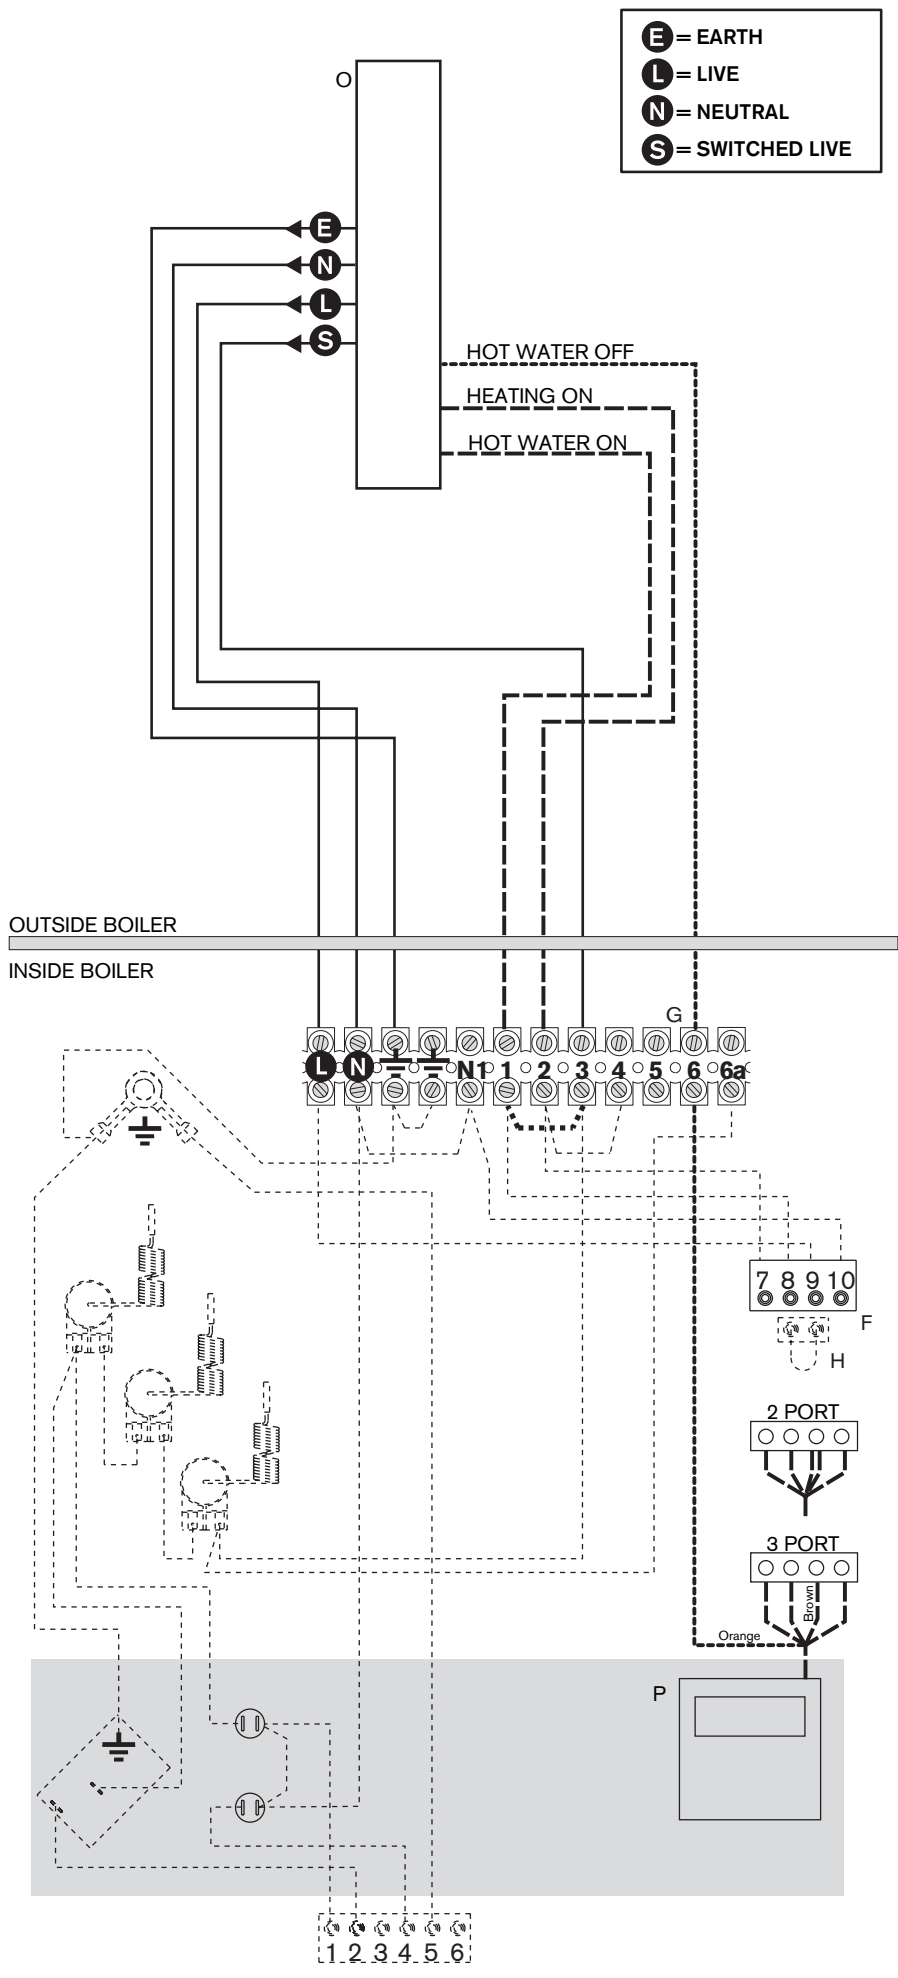 E = EARTH
L = LIVE
N = NEUTRAL
S = SWITCHED LIVE
O
E
N
L
S
HOT WATER OFF
HEATING ON
HOT WATER ON
OUTSIDE BOILER
INSIDE BOILER
G
L N N1 1 2 3 4 5 6 6a
7 8 9 10
F
H
2 PORT
3 PORT
Brown
Orange
P
1 2 3 4 5 6